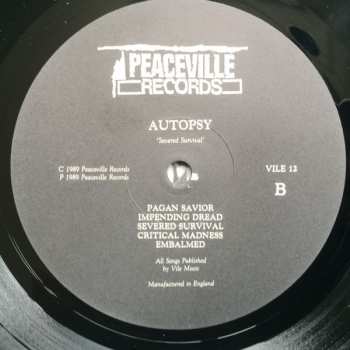 PEACEVILLE
RECORDS
AUTOPSY
'Severed Survival'
C 1989 Peaceville Records
P 1989 Peaceville Records
VILE 12
B
PAGAN SAVIOR
IMPENDING DREAD
SEVERED SURVIVAL
CRITICAL MADNESS
EMBALMED
All Songs Published
by Vile Music
Manufactured in England